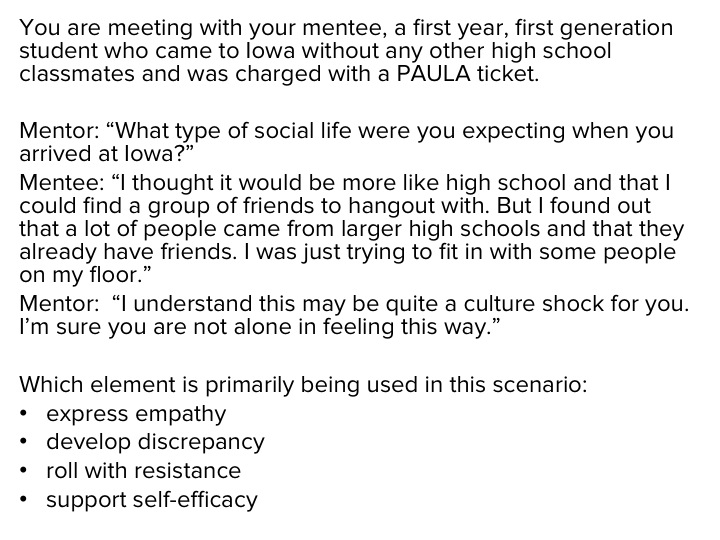 You are meeting with your mentee, a first year, first generation
student who came to Iowa without any other high school
classmates and was charged with a PAULA ticket.
Mentor: “What type of social life were you expecting when you
arrived at Iowa?”
Mentee: “I thought it would be more like high school and that I
could find a group of friends to hangout with. But I found out
that a lot of people came from larger high schools and that they
already have friends. I was just trying to fit in with some people
on my floor.”
Mentor:  “I understand this may be quite a culture shock for you.
I’m sure you are not alone in feeling this way.”
Which element is primarily being used in this scenario:
• express empathy
• develop discrepancy
• roll with resistance
• support self-efficacy